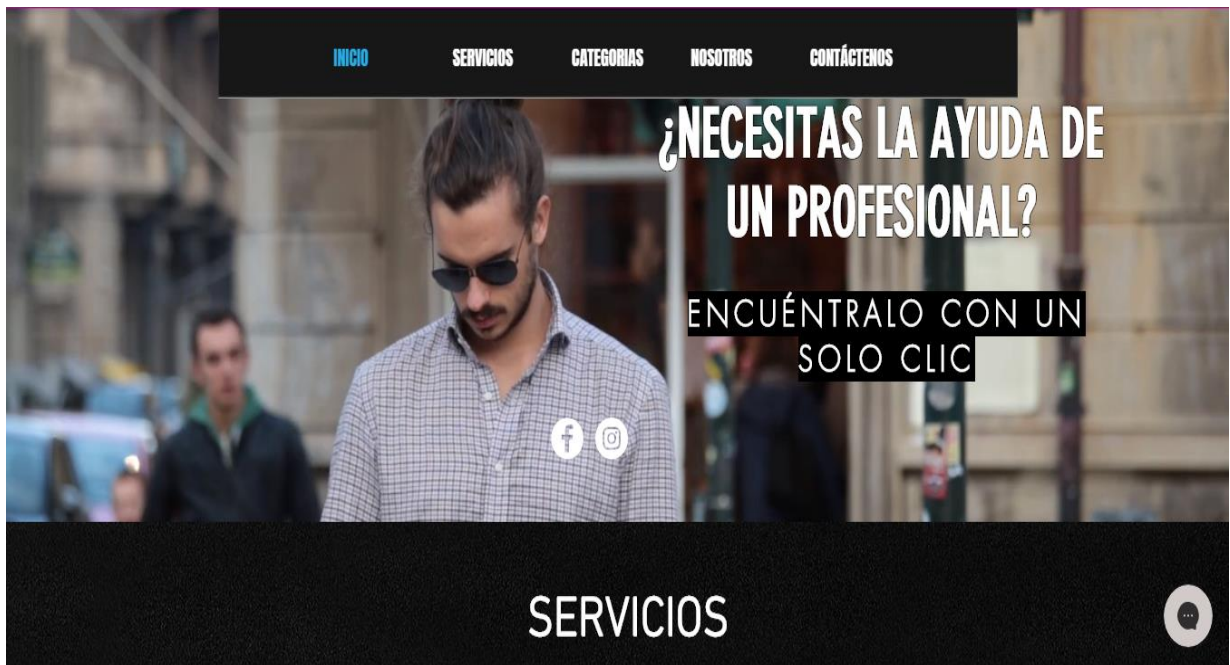 INICIO SERVICIOS CATEGORIAS NOSOTROS CONTÁCTENOS
¿NECESITAS LA AYUDA DE
UN PROFESIONAL?
ENCUÉNTRALO CON UN
SOLO CLIC
SERVICIOS